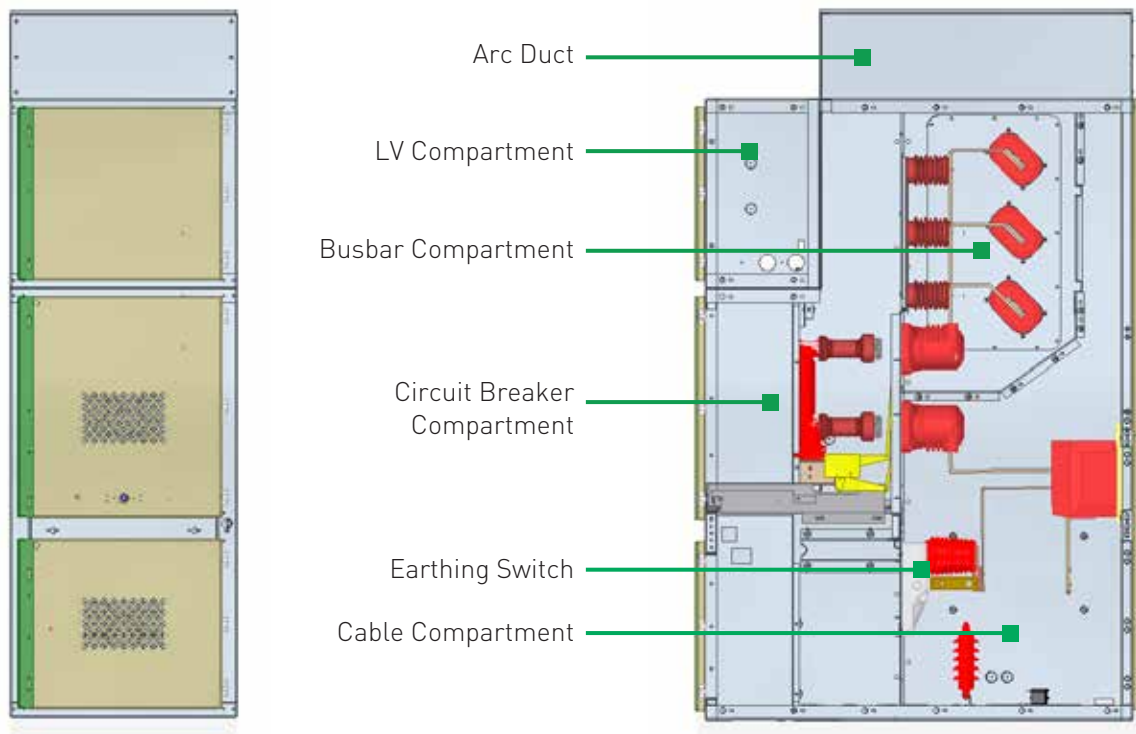 Arc Duct
LV Compartment
Busbar Compartment
Circuit Breaker
Compartment
Earthing Switch
Cable Compartment